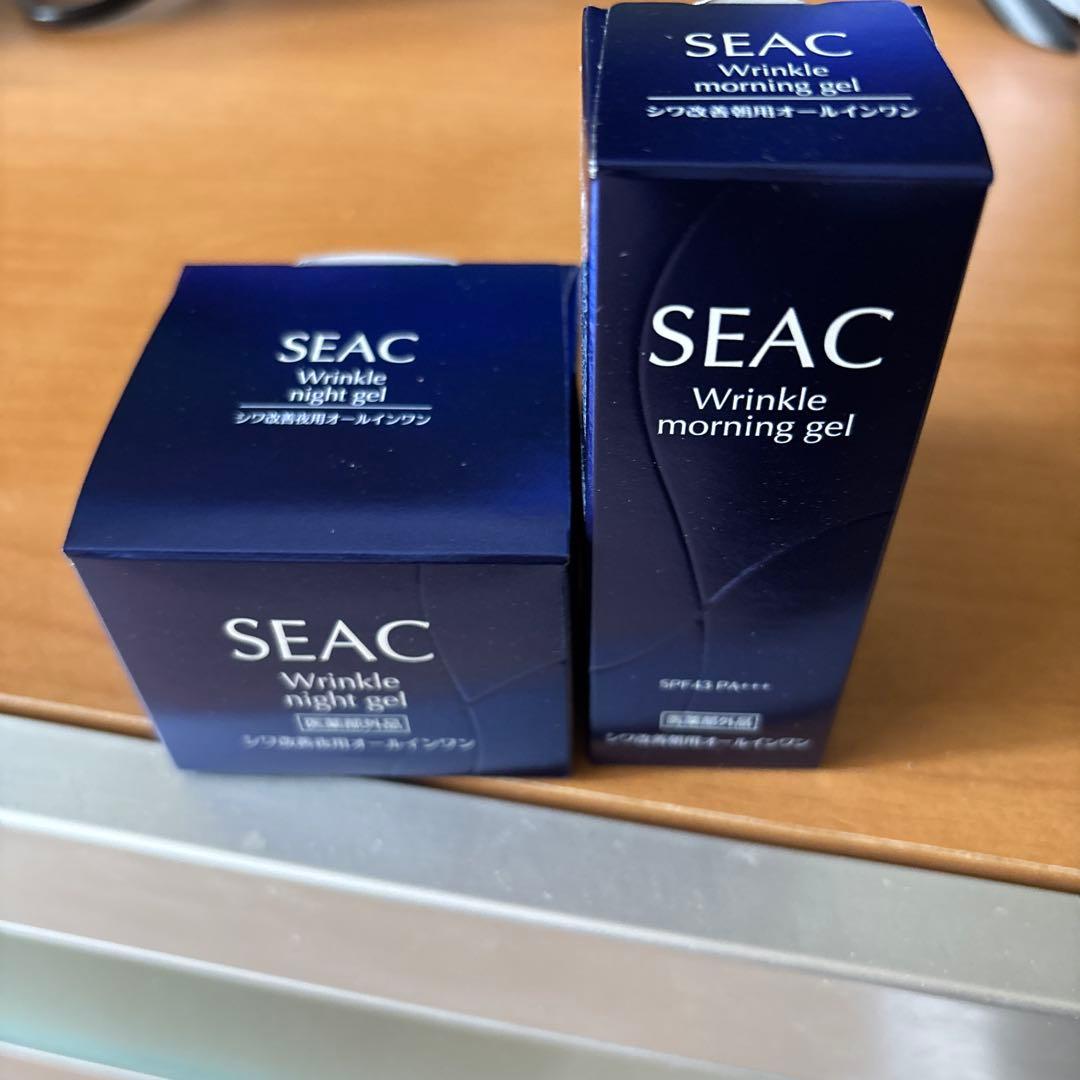 SEAC
Wrinkle
night gel
シワ改善夜用オールインワン
SEAC
Wrinkle
night gel
医薬部外品
シワ改善夜用オールインワン
SEAC
Wrinkle
morning gel
シワ改善朝用オールインワン
SEAC
Wrinkle
morning gel
SPF43 PA+++
医薬部外品
シワ改善朝用オールインワン